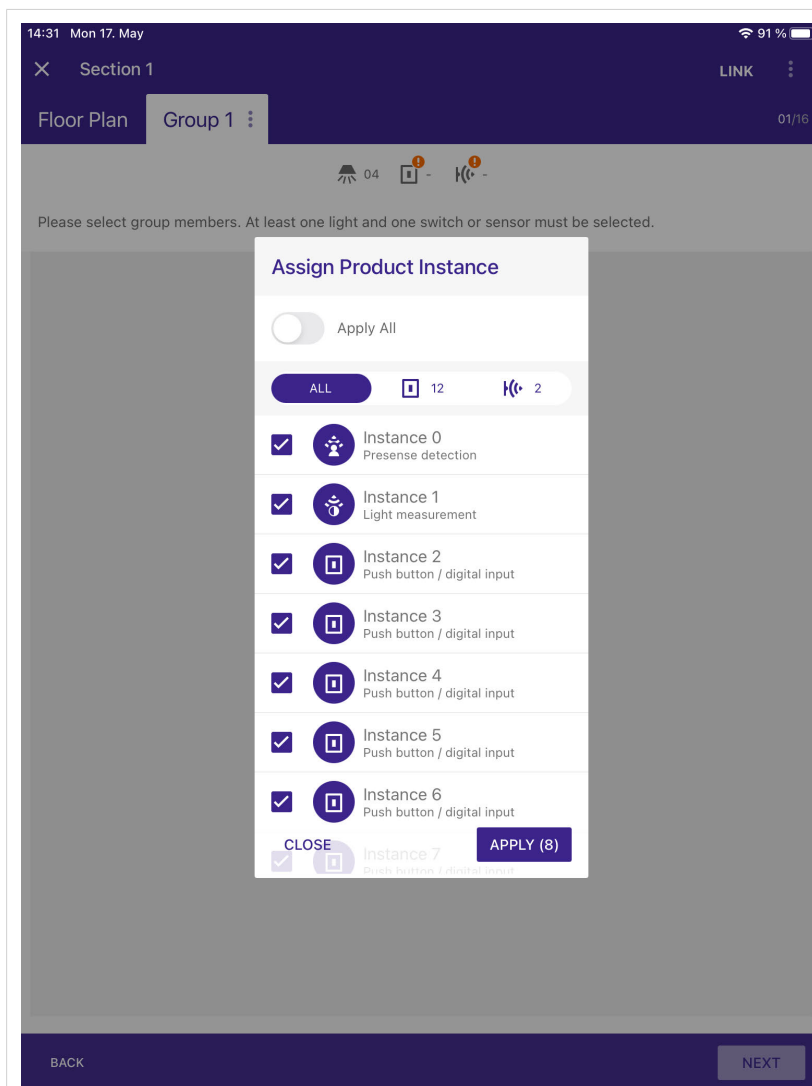 14:31 Mon 17. May 91 %
Section 1 LINK
Floor Plan Group 1 01/16
04 - -
Please select group members. At least one light and one switch or sensor must be selected.
Assign Product Instance
Apply All
ALL 12 2
Instance 0
Presense detection
Instance 1
Light measurement
Instance 2
Push button / digital input
Instance 3
Push button / digital input
Instance 4
Push button / digital input
Instance 5
Push button / digital input
Instance 6
Push button / digital input
CLOSE APPLY (8)
Instance 7
Push button / digital input
BACK NEXT